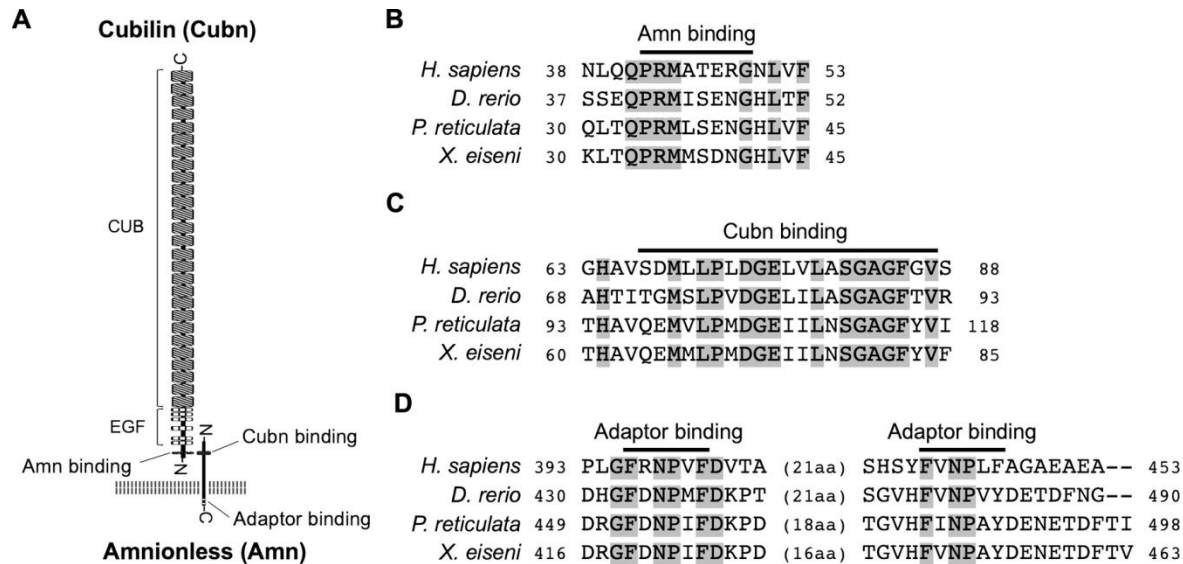 A
Cubilin (Cubn)
C
CUB
EGF
N
N
Cubn binding
Amn binding
Adaptor binding
C
Amnionless (Amn)
B
Amn binding
H. sapiens 38 NLQQPRMATERGNLVF 53
D. rerio 37 SSEQPRMISENGHLTF 52
P. reticulata 30 QLTQPRMLSENGHLVF 45
X. eiseni 30 KLTQPRMMSDNGHLVF 45
C
Cubn binding
H. sapiens 63 GHAVSDMLLPLDGELVLASGAGFGVS 88
D. rerio 68 AHTITGMSLPVDGELILASGAGFTVR 93
P. reticulata 93 THAVQEMVLPMDGEIILNSGAGFYVI 118
X. eiseni 60 THAVQEMMLPMDGEIILNSGAGFYVF 85
D
Adaptor binding Adaptor binding
H. sapiens 393 PLGFRNPVFDVTA (21aa) SHSYFVNPLFAGAEAEA-- 453
D. rerio 430 DHGFDNPMFDKPT (21aa) SGVHFVNPVYDETDFNG-- 490
P. reticulata 449 DRGFDNPIFDKPD (18aa) TGVHFINPAYDENETDFTI 498
X. eiseni 416 DRGFDNPIFDKPD (16aa) TGVHFVNPAYDENETDFTV 463